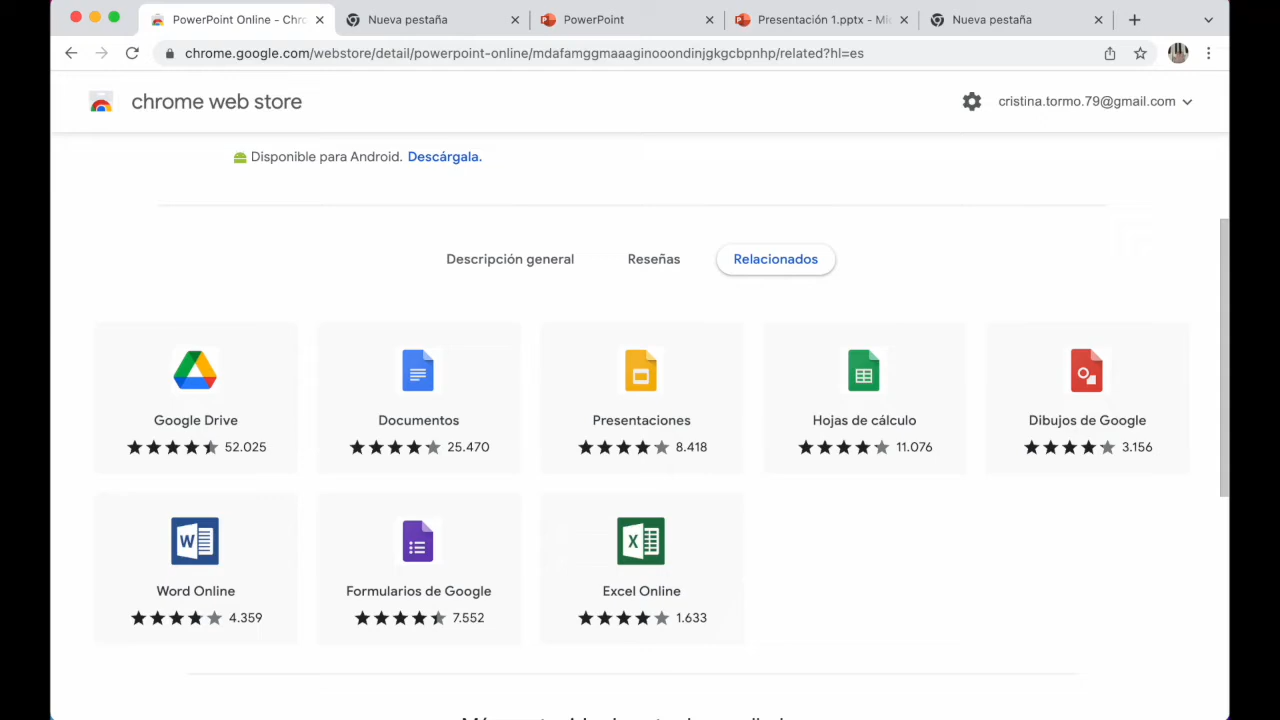 PowerPoint Online - Chro
Nueva pestaña
PowerPoint
Presentación 1.pptx - Mic
Nueva pestaña
chrome.google.com/webstore/detail/powerpoint-online/mdafamggmaaaginooondinjgkgcbpnhp/related?hl=es
chrome web store
cristina.tormo.79@gmail.com
Disponible para Android. Descárgala.
Descripción general
Reseñas
Relacionados
Google Drive
52.025
Documentos
25.470
Presentaciones
8.418
Hojas de cálculo
11.076
Dibujos de Google
3.156
Word Online
4.359
Formularios de Google
7.552
Excel Online
1.633